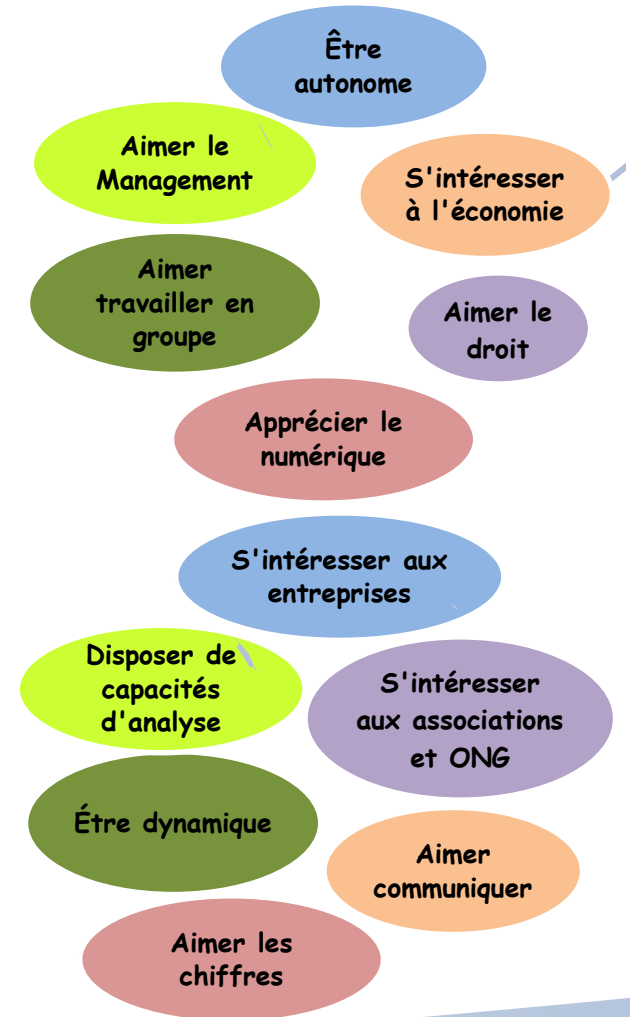 Être
autonome
Aimer le
Management
S'intéresser
à l'économie
Aimer
travailler en
groupe
Aimer le
droit
Apprécier le
numérique
S'intéresser aux
entreprises
Disposer de
capacités
d'analyse
S'intéresser
aux associations
et ONG
Étre dynamique
Aimer
communiquer
Aimer les
chiffres